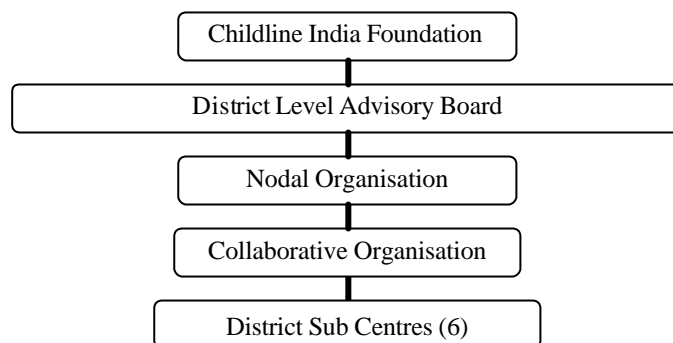 Childline India Foundation
District Level Advisory Board
Nodal Organisation
Collaborative Organisation
District Sub Centres (6)